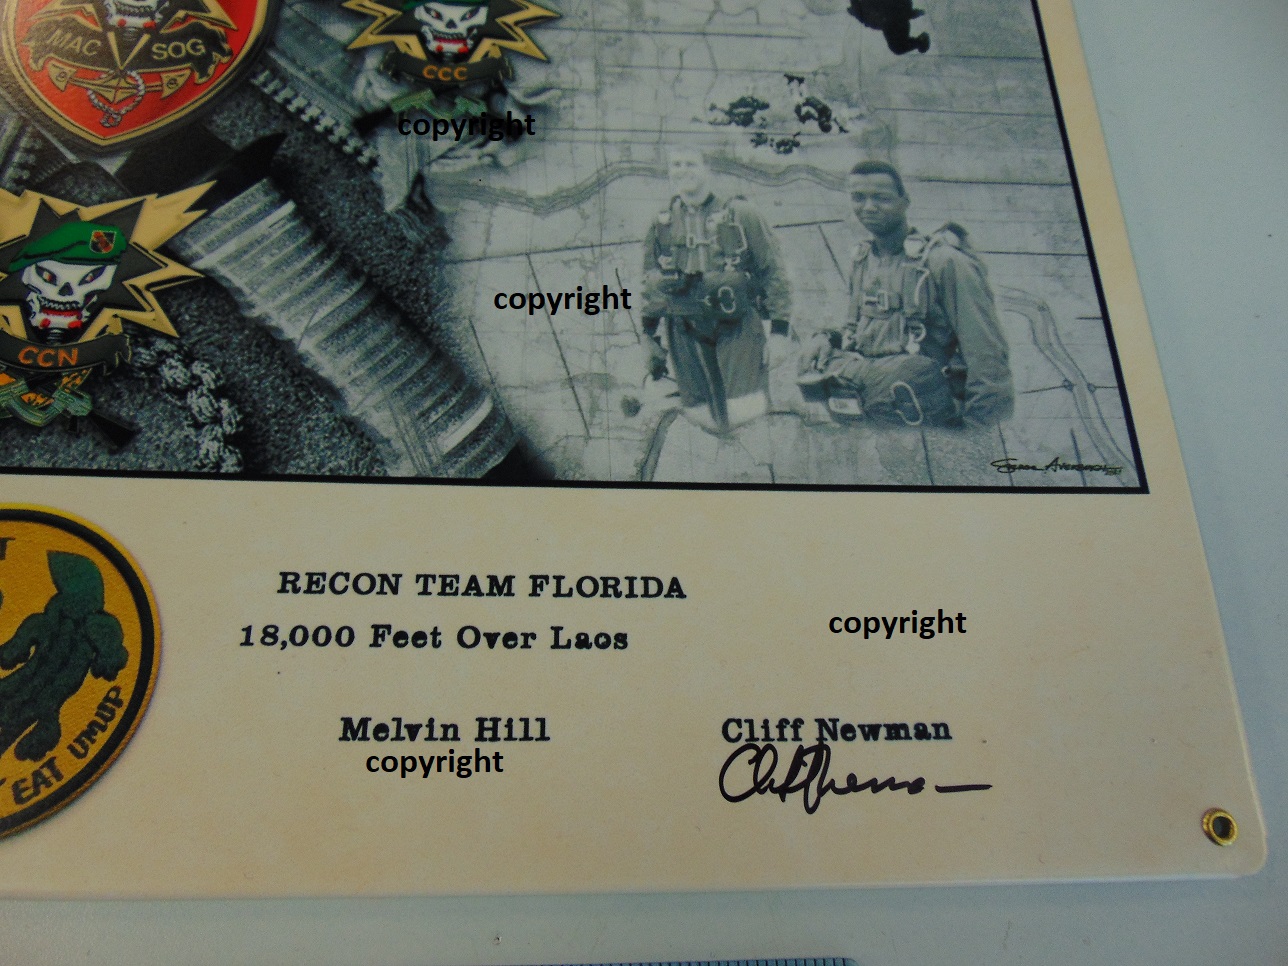 MAC V SOG
CCC
copyright
copyright
CCN
RECON TEAM FLORIDA
18,000 Feet Over Laos
copyright
Melvin Hill
Cliff Newman
copyright
EAT UMUP